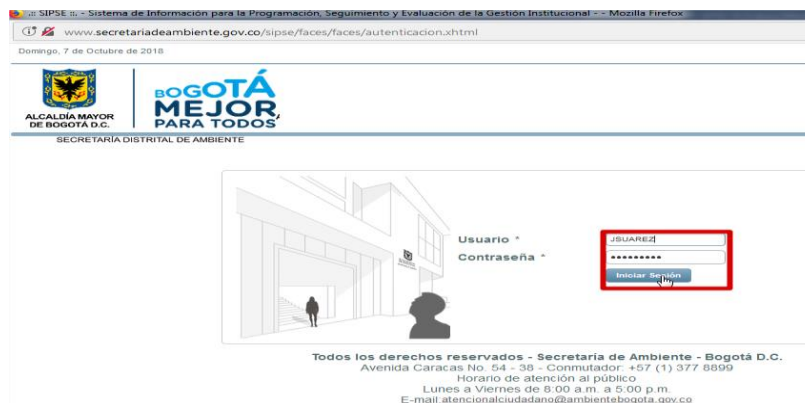 .:: SIPSE ::. - Sistema de Información para la Programación, Seguimiento y Evaluación de la Gestión Institucional - - Mozilla Firefox
www.secretariadeambiente.gov.co/sipse/faces/faces/autenticacion.xhtml
Domingo, 7 de Octubre de 2018
ALCALDÍA MAYOR
DE BOGOTÁ D.C.
BOGOTÁ
MEJOR
PARA TODOS
SECRETARÍA DISTRITAL DE AMBIENTE
Usuario * JSUAREZ
Contraseña * •••••••••
Iniciar Sesión
Todos los derechos reservados - Secretaría de Ambiente - Bogotá D.C.
Avenida Caracas No. 54 - 38 - Conmutador: +57 (1) 377 8899
Horario de atención al público
Lunes a Viernes de 8:00 a.m. a 5:00 p.m.
E-mail:atencionalciudadano@ambientebogota.gov.co